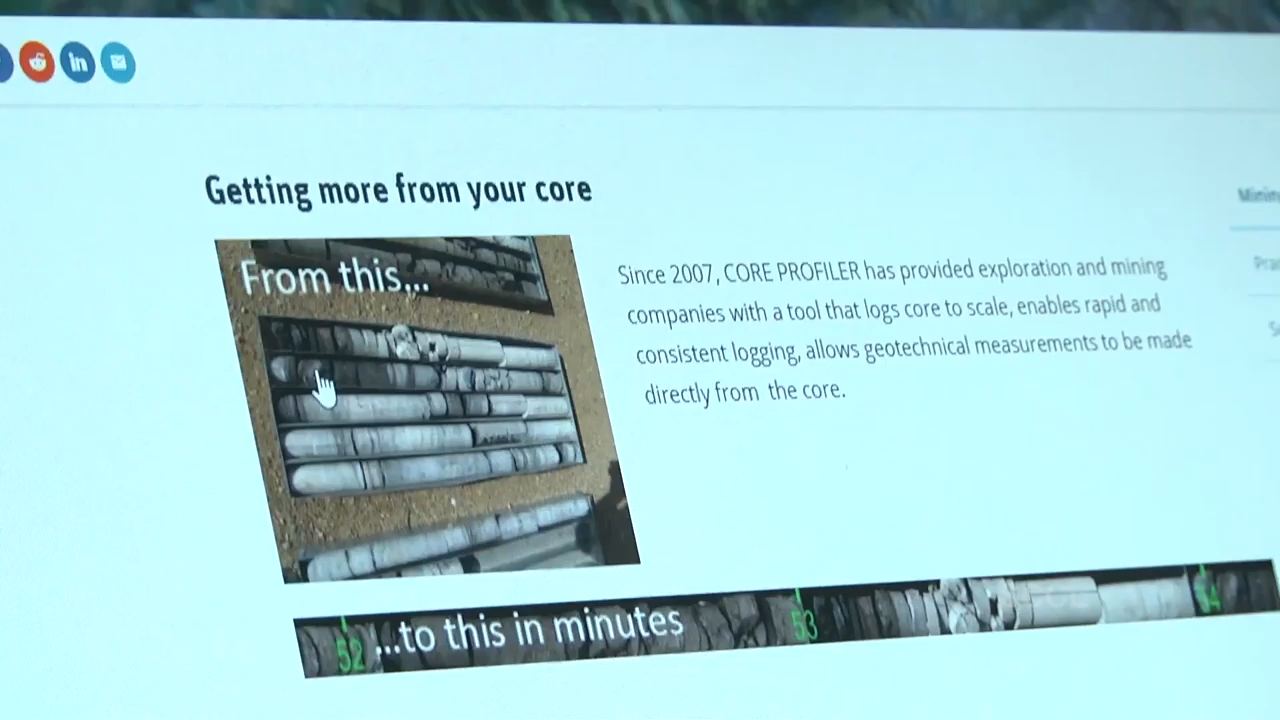 in
Getting more from your core
From this...
Since 2007, CORE PROFILER has provided exploration and mining
companies with a tool that logs core to scale, enables rapid and
consistent logging, allows geotechnical measurements to be made
directly from the core.
52 ...to this in minutes 53 54